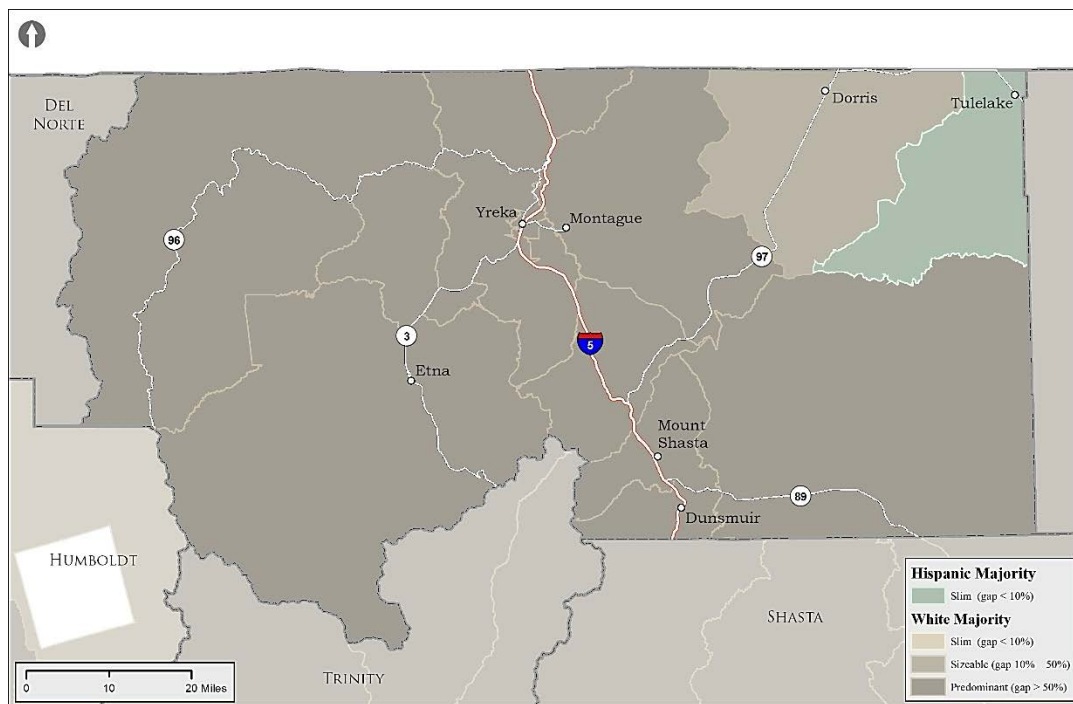 DEL
NORTE
Dorris
Tulelake
Yreka
Montague
96
97
3
5
Etna
Mount
Shasta
89
Dunsmuir
HUMBOLDT
Hispanic Majority
Slim (gap < 10%)
White Majority
Slim (gap < 10%)
Sizeable (gap 10% 50%)
Predominant (gap > 50%)
SHASTA
TRINITY
0 10 20 Miles